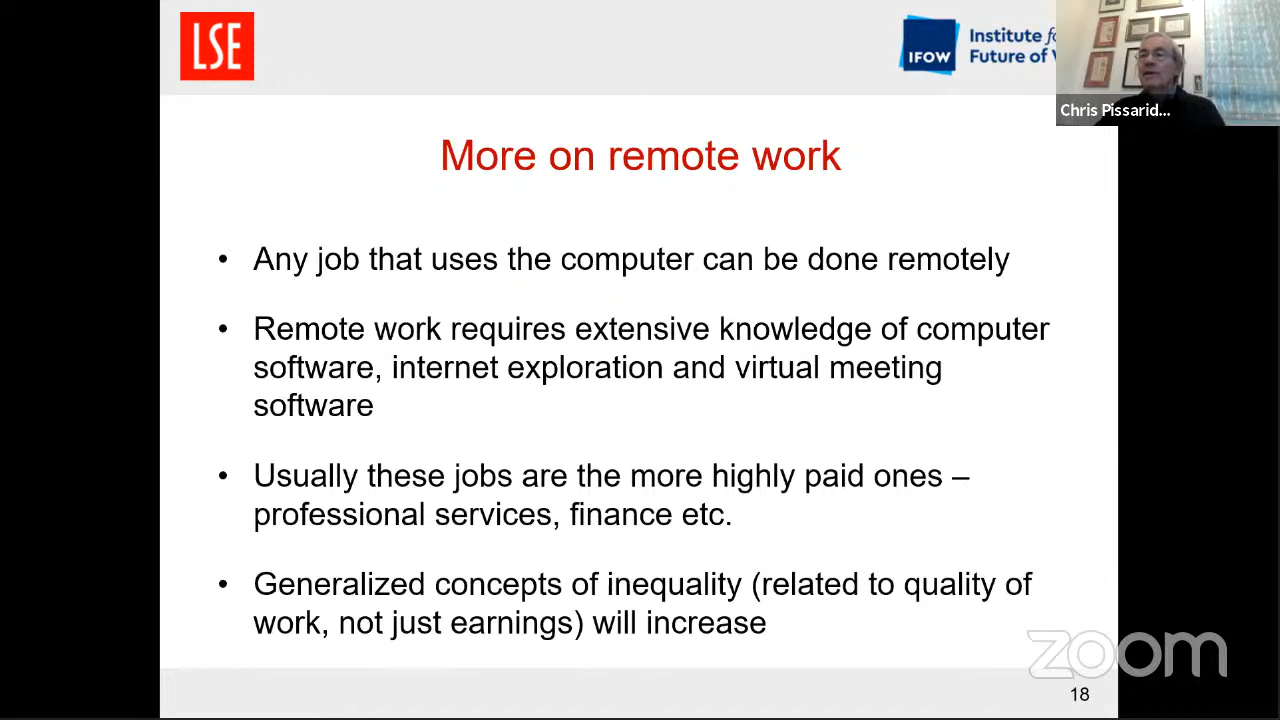 LSE
IFOW
Institute for
Future of
Chris Pissarid...
More on remote work
• Any job that uses the computer can be done remotely
• Remote work requires extensive knowledge of computer
software, internet exploration and virtual meeting
software
• Usually these jobs are the more highly paid ones –
professional services, finance etc.
• Generalized concepts of inequality (related to quality of
work, not just earnings) will increase
zoom
18